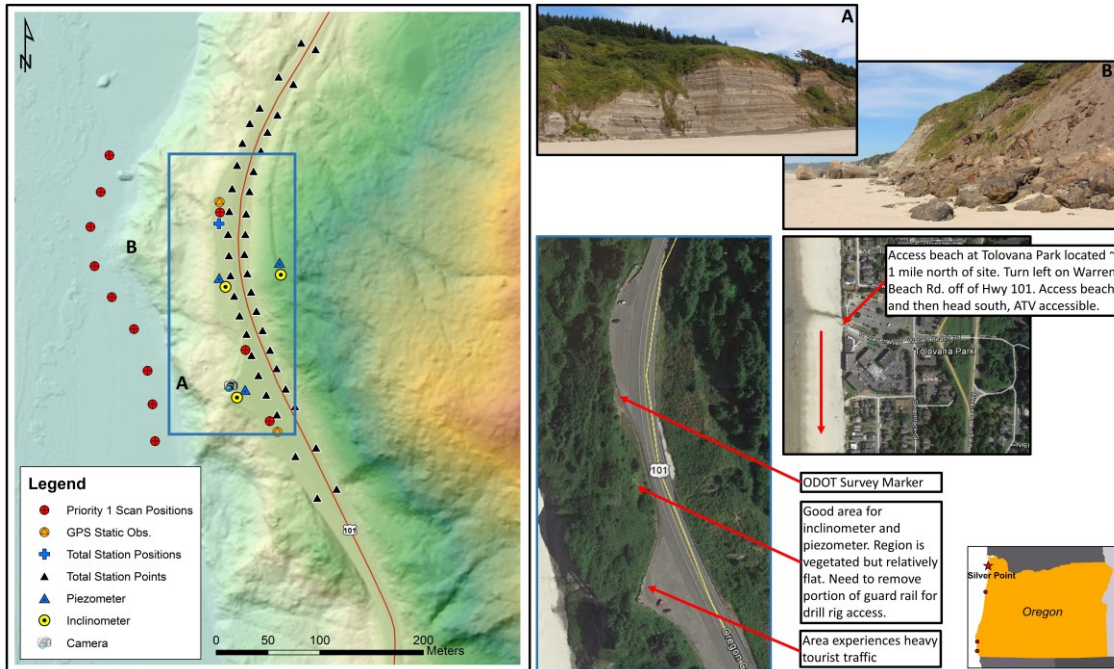 N
B
A
101
Legend
Priority 1 Scan Positions
GPS Static Obs.
Total Station Positions
Total Station Points
Piezometer
Inclinometer
Camera
0 50 100 200
Meters
A
B
101
ODOT Survey Marker
Good area for
inclinometer and
piezometer. Region is
vegetated but relatively
flat. Need to remove
portion of guard rail for
drill rig access.
Area experiences heavy
tourist traffic
Access beach at Tolovana Park located ~
1 mile north of site. Turn left on Warren
Beach Rd. off of Hwy 101. Access beach
and then head south, ATV accessible.
Tolovana Park
Silver Point
Oregon